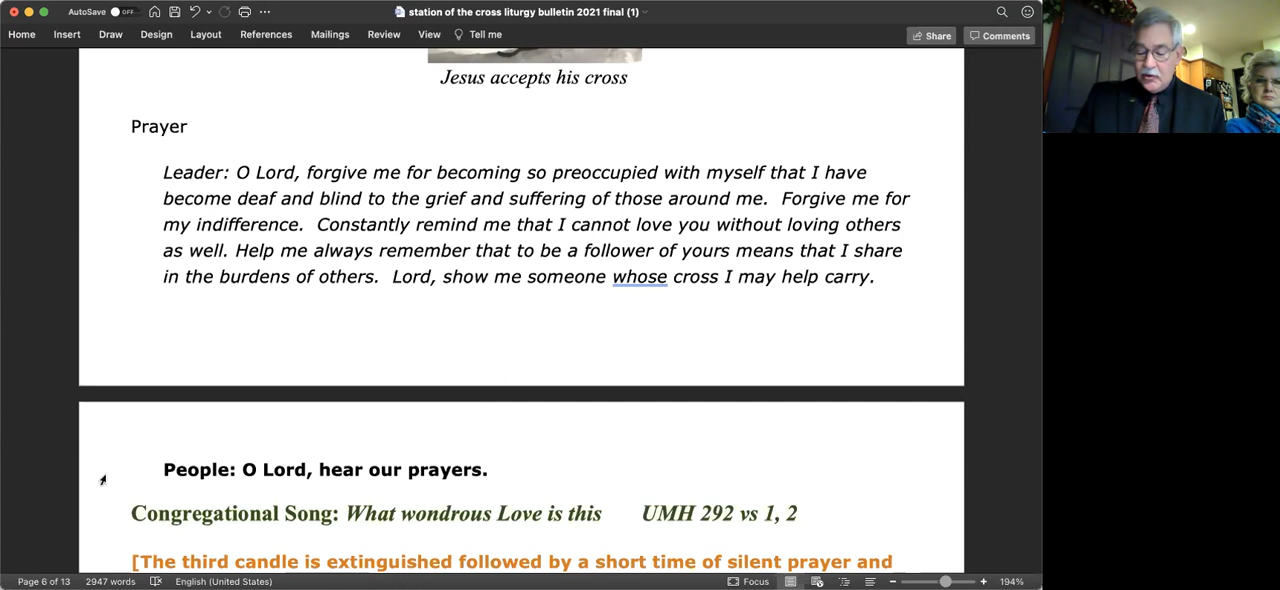 AutoSave OFF station of the cross liturgy bulletin 2021 final (1)
Home Insert Draw Design Layout References Mailings Review View Tell me Share Comments
Jesus accepts his cross
Prayer
Leader: O Lord, forgive me for becoming so preoccupied with myself that I have
become deaf and blind to the grief and suffering of those around me.  Forgive me for
my indifference.  Constantly remind me that I cannot love you without loving others
as well. Help me always remember that to be a follower of yours means that I share
in the burdens of others.  Lord, show me someone whose cross I may help carry.
People: O Lord, hear our prayers.
Congregational Song: What wondrous Love is this UMH 292 vs 1, 2
[The third candle is extinguished followed by a short time of silent prayer and
Page 6 of 13 2947 words English (United States) Focus 194%